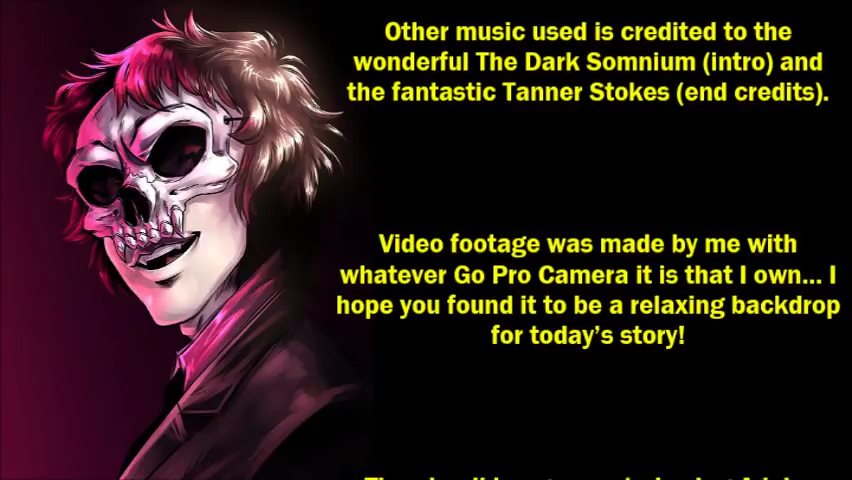 Other music used is credited to the
wonderful The Dark Somnium (intro) and
the fantastic Tanner Stokes (end credits).
Video footage was made by me with
whatever Go Pro Camera it is that I own... I
hope you found it to be a relaxing backdrop
for today's story!